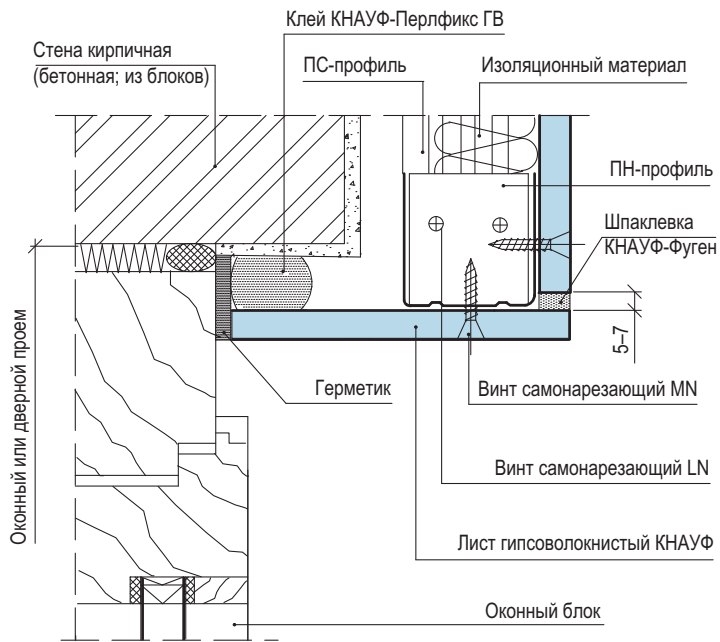 Клей КНАУФ-Перлфикс ГВ
Стена кирпичная
(бетонная; из блоков)
ПС-профиль
Изоляционный материал
ПН-профиль
Шпаклевка
КНАУФ-Фуген
5–7
Герметик
Винт самонарезающий MN
Винт самонарезающий LN
Лист гипсоволокнистый КНАУФ
Оконный блок
Оконный или дверной проем